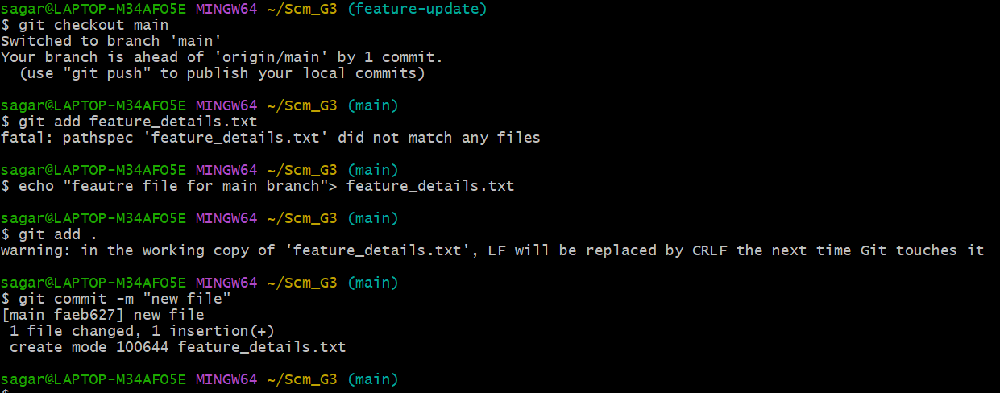 sagar@LAPTOP-M34AFO5E MINGW64 ~/Scm_G3 (feature-update)
$ git checkout main
Switched to branch 'main'
Your branch is ahead of 'origin/main' by 1 commit.
  (use "git push" to publish your local commits)
sagar@LAPTOP-M34AFO5E MINGW64 ~/Scm_G3 (main)
$ git add feature_details.txt
fatal: pathspec 'feature_details.txt' did not match any files
sagar@LAPTOP-M34AFO5E MINGW64 ~/Scm_G3 (main)
$ echo "feautre file for main branch"> feature_details.txt
sagar@LAPTOP-M34AFO5E MINGW64 ~/Scm_G3 (main)
$ git add .
warning: in the working copy of 'feature_details.txt', LF will be replaced by CRLF the next time Git touches it
sagar@LAPTOP-M34AFO5E MINGW64 ~/Scm_G3 (main)
$ git commit -m "new file"
[main faeb627] new file
 1 file changed, 1 insertion(+)
 create mode 100644 feature_details.txt
sagar@LAPTOP-M34AFO5E MINGW64 ~/Scm_G3 (main)
$